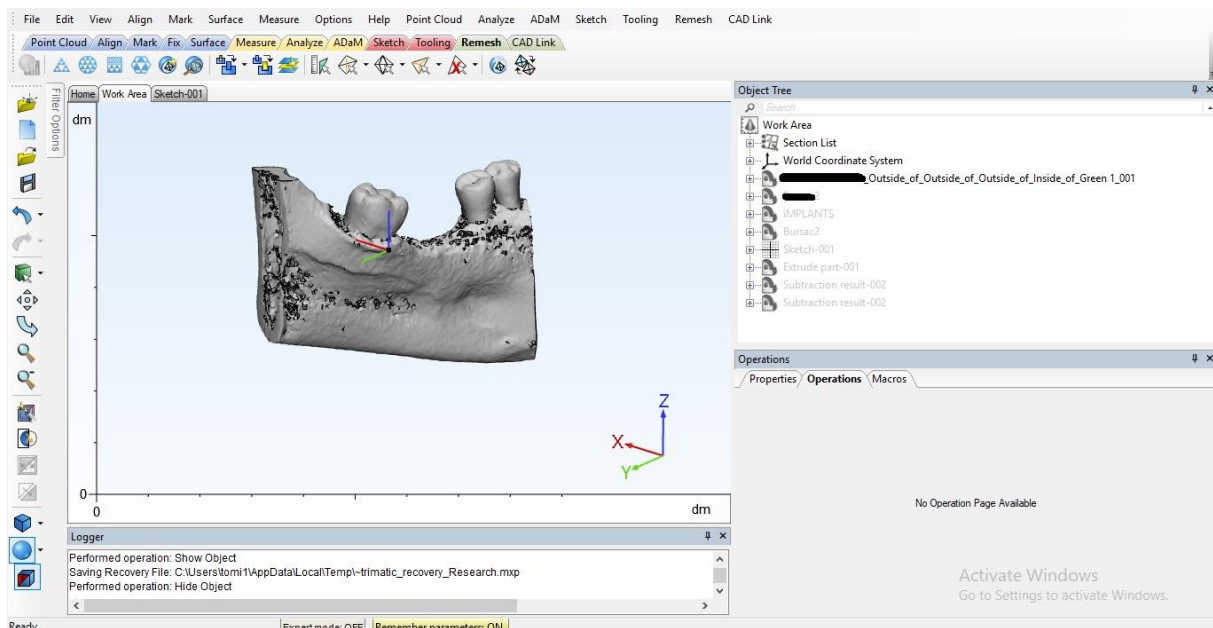 File Edit View Align Mark Surface Measure Options Help Point Cloud Analyze ADaM Sketch Tooling Remesh CAD Link
Point Cloud Align Mark Fix Surface Measure Analyze ADaM Sketch Tooling Remesh CAD Link
Filter Options
Home Work Area Sketch-001
dm
Z
X
Y
0
0
dm
Logger
Performed operation: Show Object
Saving Recovery File: C:\Users\tomi1\AppData\Local\Temp\~trimatic_recovery_Research.mxp
Performed operation: Hide Object
Object Tree
Search
Work Area
Section List
World Coordinate System
_Outside_of_Outside_of_Outside_of_Inside_of_Green 1_001
iMPLANTS
Bursac2
Sketch-001
Extrude part-001
Subtraction result-002
Subtraction result-002
Operations
Properties Operations Macros
No Operation Page Available
Activate Windows
Go to Settings to activate Windows.
Ready
Expert mode: OFF Remember parameters: ON